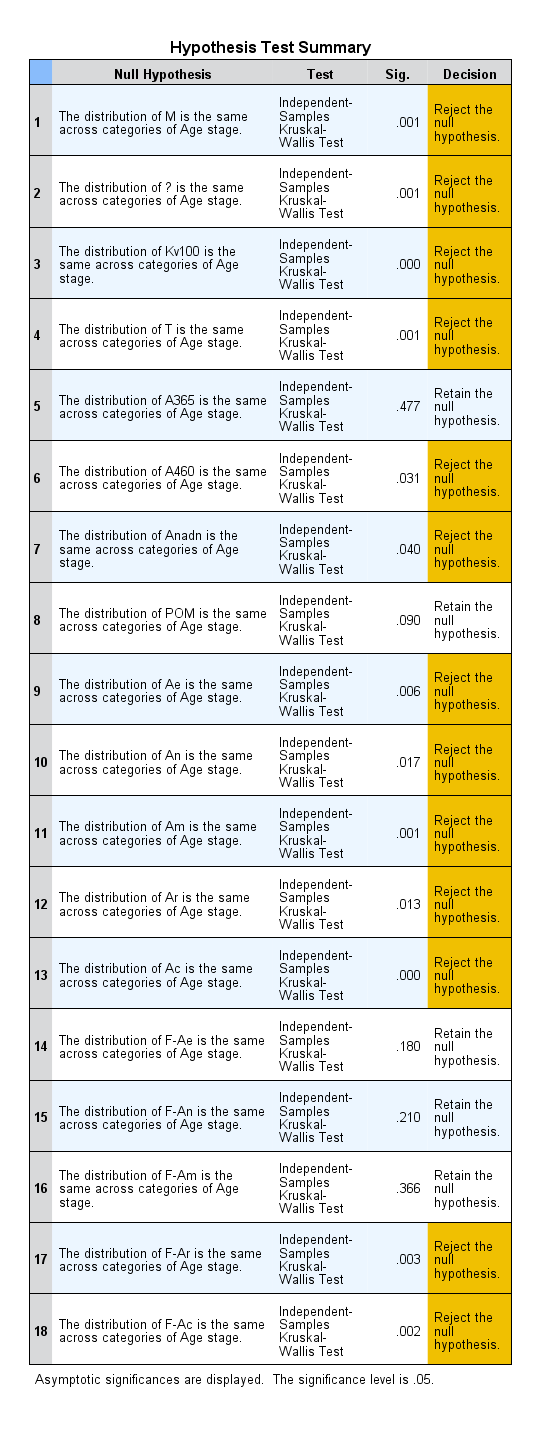 Hypothesis Test Summary
Null Hypothesis Test Sig. Decision
1 The distribution of M is the same across categories of Age stage. Independent-Samples Kruskal-Wallis Test .001 Reject the null hypothesis.
2 The distribution of ? is the same across categories of Age stage. Independent-Samples Kruskal-Wallis Test .001 Reject the null hypothesis.
3 The distribution of Kv100 is the same across categories of Age stage. Independent-Samples Kruskal-Wallis Test .000 Reject the null hypothesis.
4 The distribution of T is the same across categories of Age stage. Independent-Samples Kruskal-Wallis Test .001 Reject the null hypothesis.
5 The distribution of A365 is the same across categories of Age stage. Independent-Samples Kruskal-Wallis Test .477 Retain the null hypothesis.
6 The distribution of A460 is the same across categories of Age stage. Independent-Samples Kruskal-Wallis Test .031 Reject the null hypothesis.
7 The distribution of Anadn is the same across categories of Age stage. Independent-Samples Kruskal-Wallis Test .040 Reject the null hypothesis.
8 The distribution of POM is the same across categories of Age stage. Independent-Samples Kruskal-Wallis Test .090 Retain the null hypothesis.
9 The distribution of Ae is the same across categories of Age stage. Independent-Samples Kruskal-Wallis Test .006 Reject the null hypothesis.
10 The distribution of An is the same across categories of Age stage. Independent-Samples Kruskal-Wallis Test .017 Reject the null hypothesis.
11 The distribution of Am is the same across categories of Age stage. Independent-Samples Kruskal-Wallis Test .001 Reject the null hypothesis.
12 The distribution of Ar is the same across categories of Age stage. Independent-Samples Kruskal-Wallis Test .013 Reject the null hypothesis.
13 The distribution of Ac is the same across categories of Age stage. Independent-Samples Kruskal-Wallis Test .000 Reject the null hypothesis.
14 The distribution of F-Ae is the same across categories of Age stage. Independent-Samples Kruskal-Wallis Test .180 Retain the null hypothesis.
15 The distribution of F-An is the same across categories of Age stage. Independent-Samples Kruskal-Wallis Test .210 Retain the null hypothesis.
16 The distribution of F-Am is the same across categories of Age stage. Independent-Samples Kruskal-Wallis Test .366 Retain the null hypothesis.
17 The distribution of F-Ar is the same across categories of Age stage. Independent-Samples Kruskal-Wallis Test .003 Reject the null hypothesis.
18 The distribution of F-Ac is the same across categories of Age stage. Independent-Samples Kruskal-Wallis Test .002 Reject the null hypothesis.
Asymptotic significances are displayed. The significance level is .05.